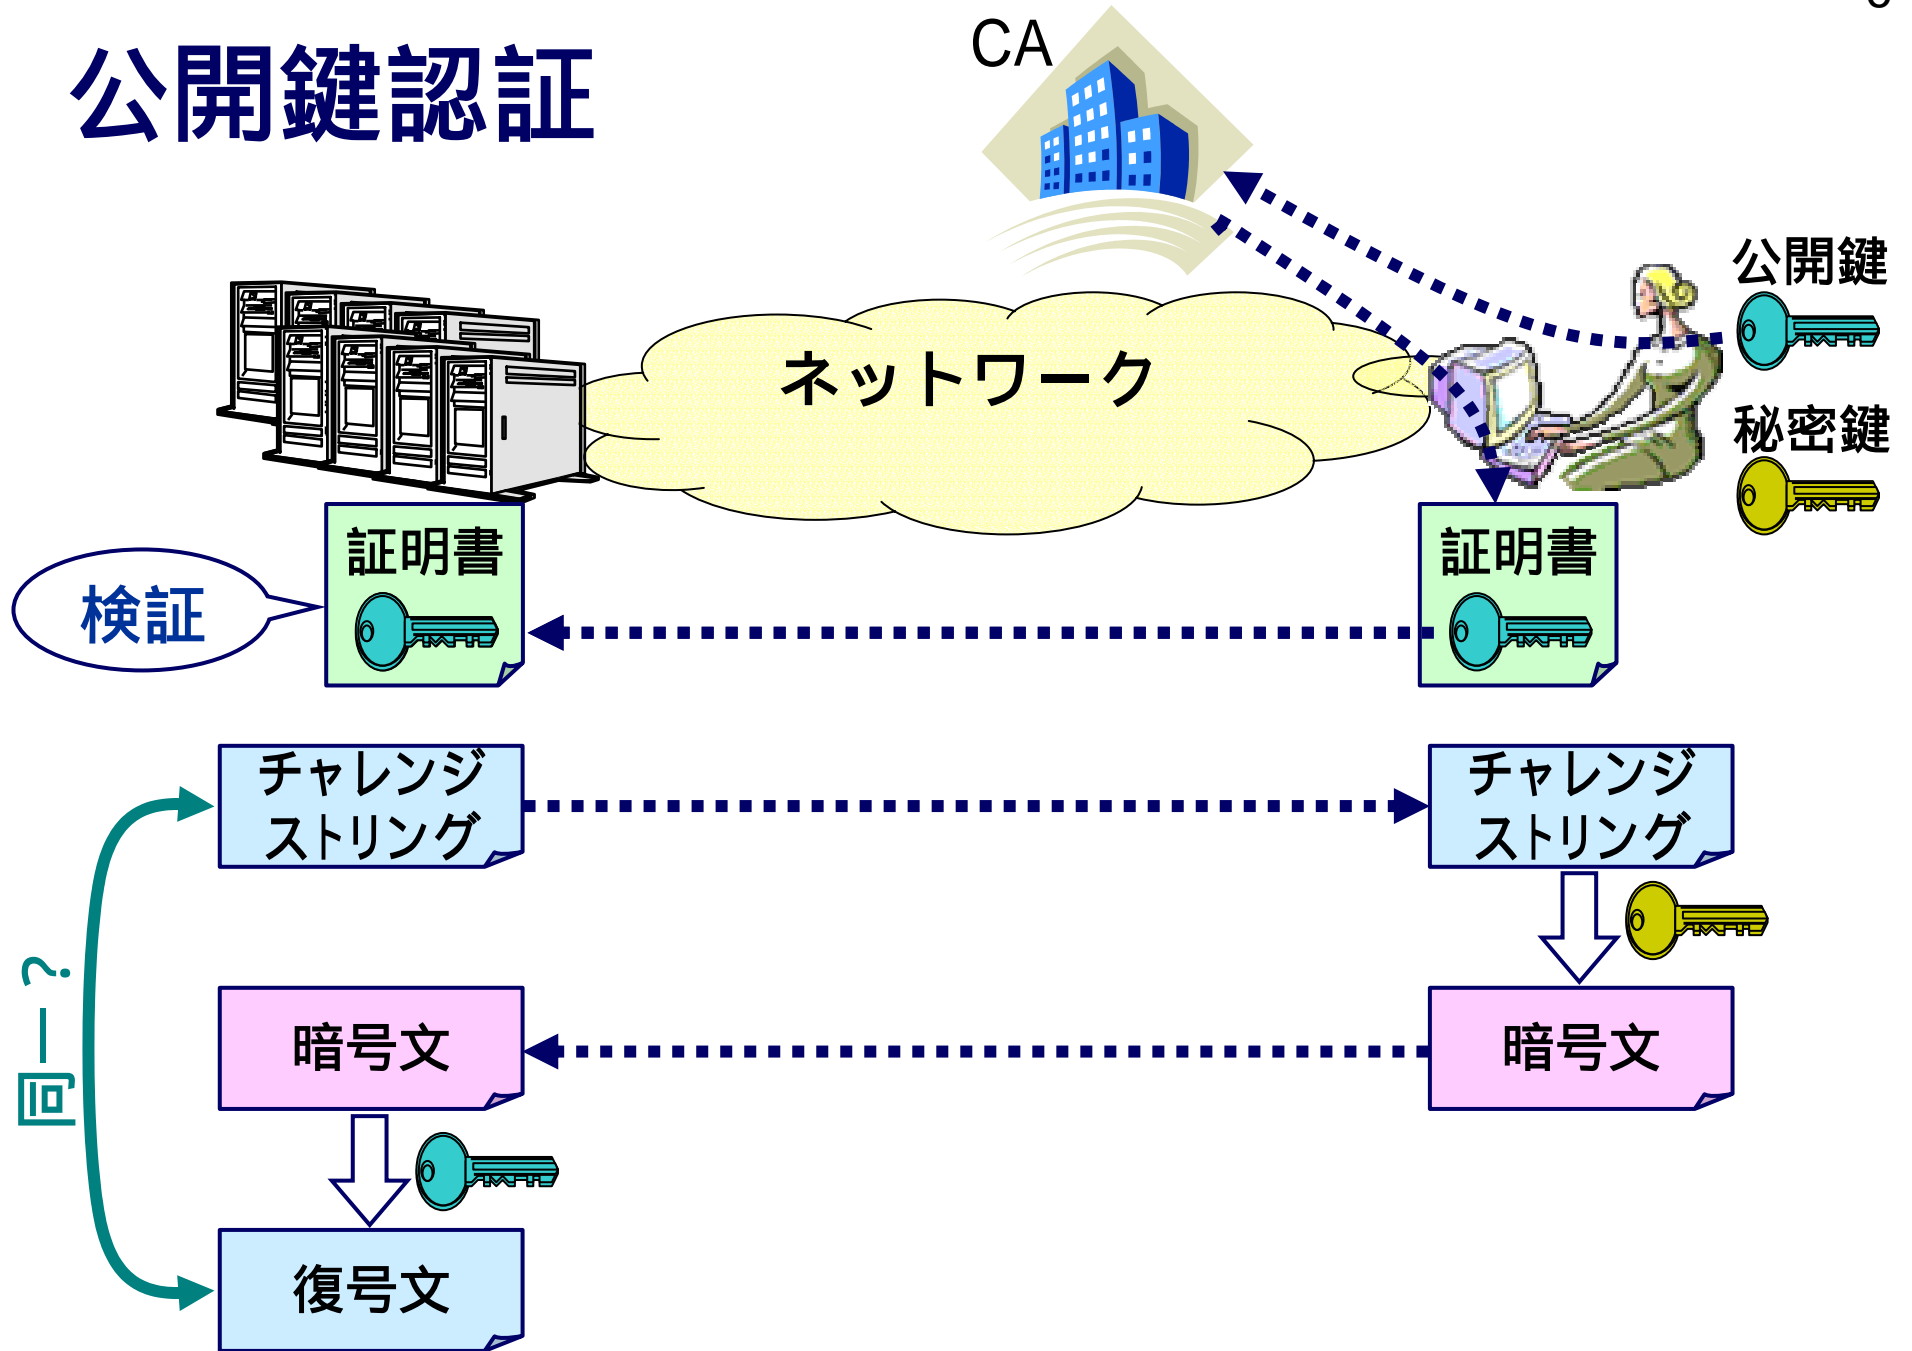 公開鍵認証
CA
公開鍵
ネットワーク
秘密鍵
証明書
証明書
検証
チャレンジ
ストリング
チャレンジ
ストリング
同一？
暗号文
暗号文
復号文